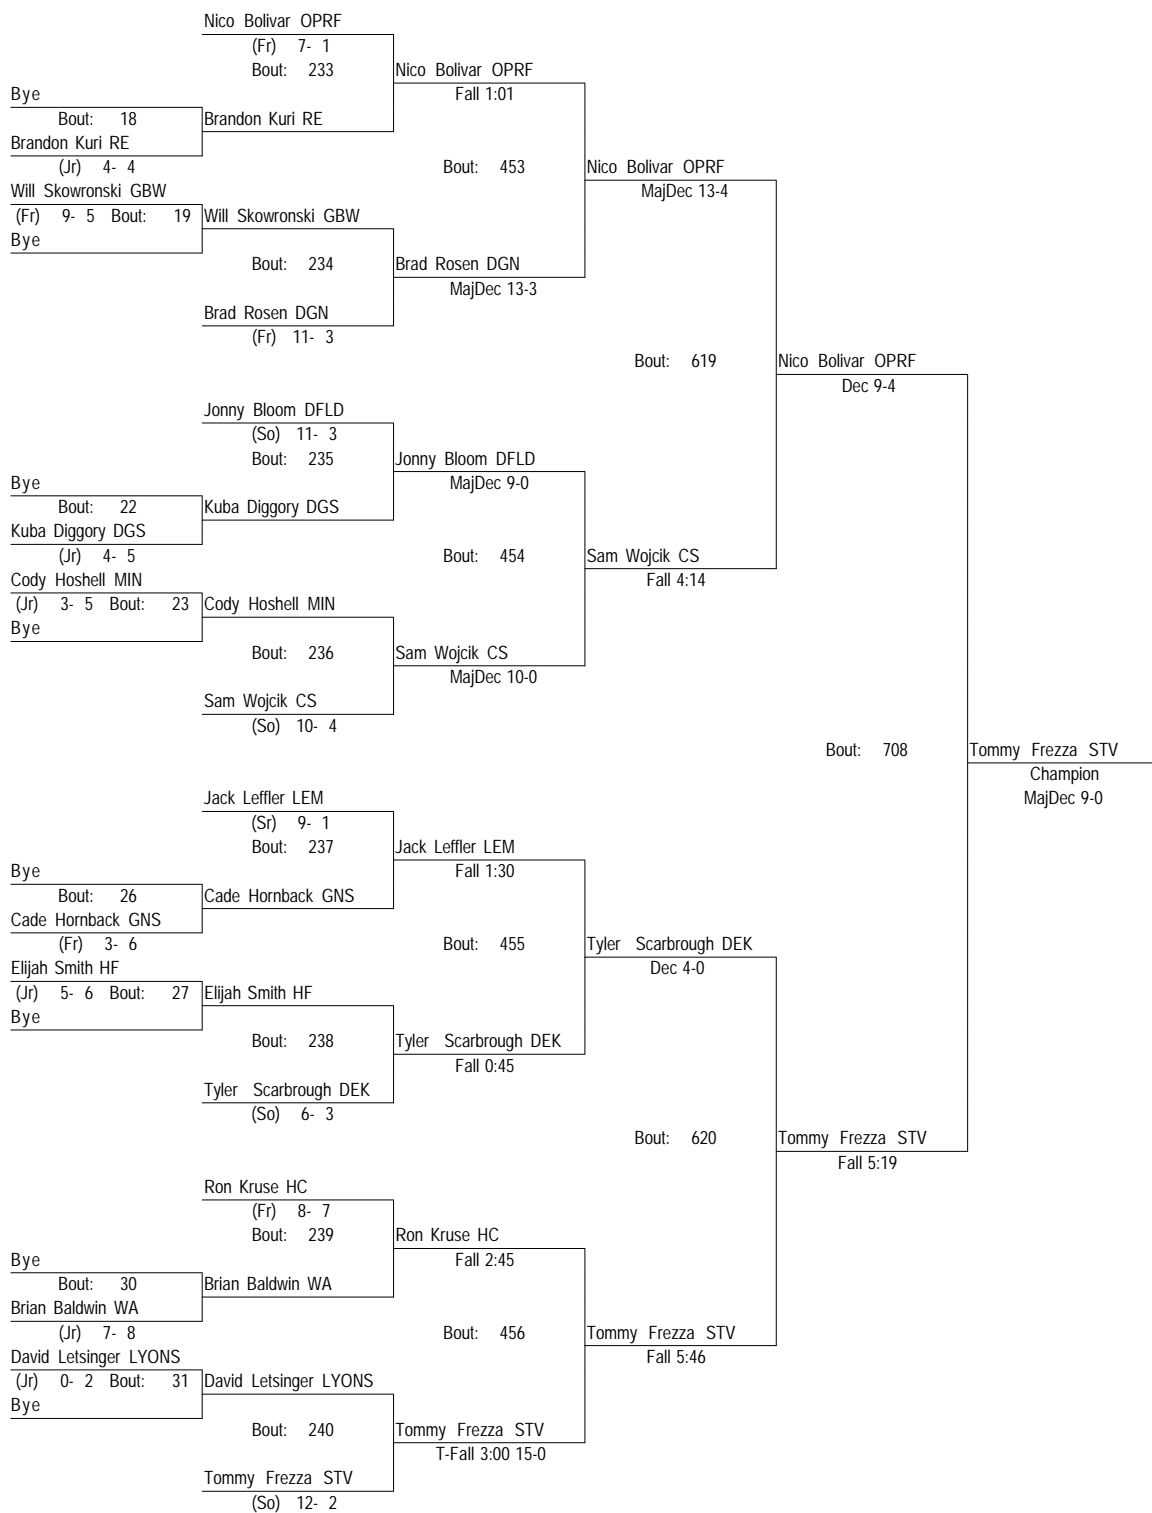 Nico Bolivar OPRF
(Fr) 7- 1
Bout: 233
Nico Bolivar OPRF
Fall 1:01
Bye
Bout: 18
Brandon Kuri RE
Brandon Kuri RE
(Jr) 4- 4
Bout: 453
Nico Bolivar OPRF
MajDec 13-4
Will Skowronski GBW
(Fr) 9- 5 Bout: 19
Will Skowronski GBW
Bye
Bout: 234
Brad Rosen DGN
MajDec 13-3
Brad Rosen DGN
(Fr) 11- 3
Bout: 619
Nico Bolivar OPRF
Dec 9-4
Jonny Bloom DFLD
(So) 11- 3
Bout: 235
Jonny Bloom DFLD
MajDec 9-0
Bye
Bout: 22
Kuba Diggory DGS
Kuba Diggory DGS
(Jr) 4- 5
Bout: 454
Sam Wojcik CS
Fall 4:14
Cody Hoshell MIN
(Jr) 3- 5 Bout: 23
Cody Hoshell MIN
Bye
Bout: 236
Sam Wojcik CS
MajDec 10-0
Sam Wojcik CS
(So) 10- 4
Bout: 708
Tommy Frezza STV
Champion
MajDec 9-0
Jack Leffler LEM
(Sr) 9- 1
Bout: 237
Jack Leffler LEM
Fall 1:30
Bye
Bout: 26
Cade Hornback GNS
Cade Hornback GNS
(Fr) 3- 6
Bout: 455
Tyler Scarbrough DEK
Dec 4-0
Elijah Smith HF
(Jr) 5- 6 Bout: 27
Elijah Smith HF
Bye
Bout: 238
Tyler Scarbrough DEK
Fall 0:45
Tyler Scarbrough DEK
(So) 6- 3
Bout: 620
Tommy Frezza STV
Fall 5:19
Ron Kruse HC
(Fr) 8- 7
Bout: 239
Ron Kruse HC
Fall 2:45
Bye
Bout: 30
Brian Baldwin WA
Brian Baldwin WA
(Jr) 7- 8
Bout: 456
Tommy Frezza STV
Fall 5:46
David Letsinger LYONS
(Jr) 0- 2 Bout: 31
David Letsinger LYONS
Bye
Bout: 240
Tommy Frezza STV
T-Fall 3:00 15-0
Tommy Frezza STV
(So) 12- 2